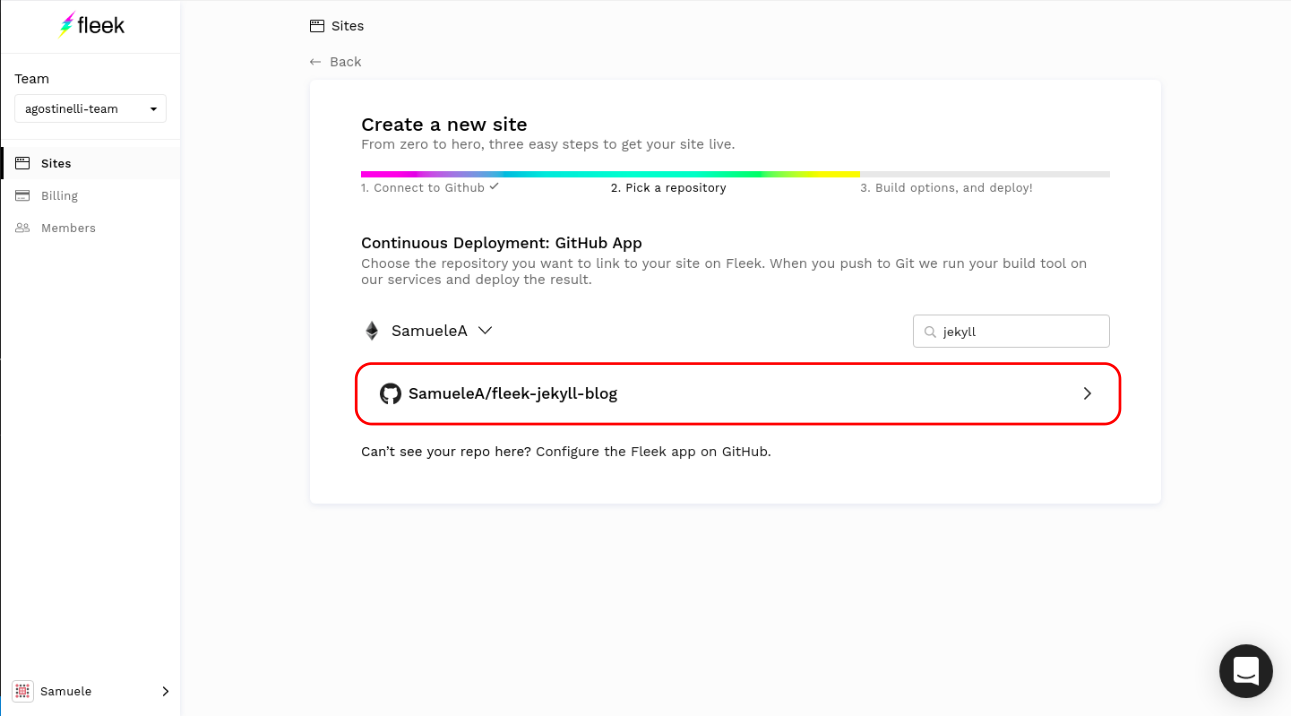 fleek
Team
agostinelli-team
Sites
Billing
Members
Samuele
Sites
← Back
Create a new site
From zero to hero, three easy steps to get your site live.
1. Connect to Github ✓
2. Pick a repository
3. Build options, and deploy!
Continuous Deployment: GitHub App
Choose the repository you want to link to your site on Fleek. When you push to Git we run your build tool on
our services and deploy the result.
SamueleA
jekyll
SamueleA/fleek-jekyll-blog
Can’t see your repo here? Configure the Fleek app on GitHub.